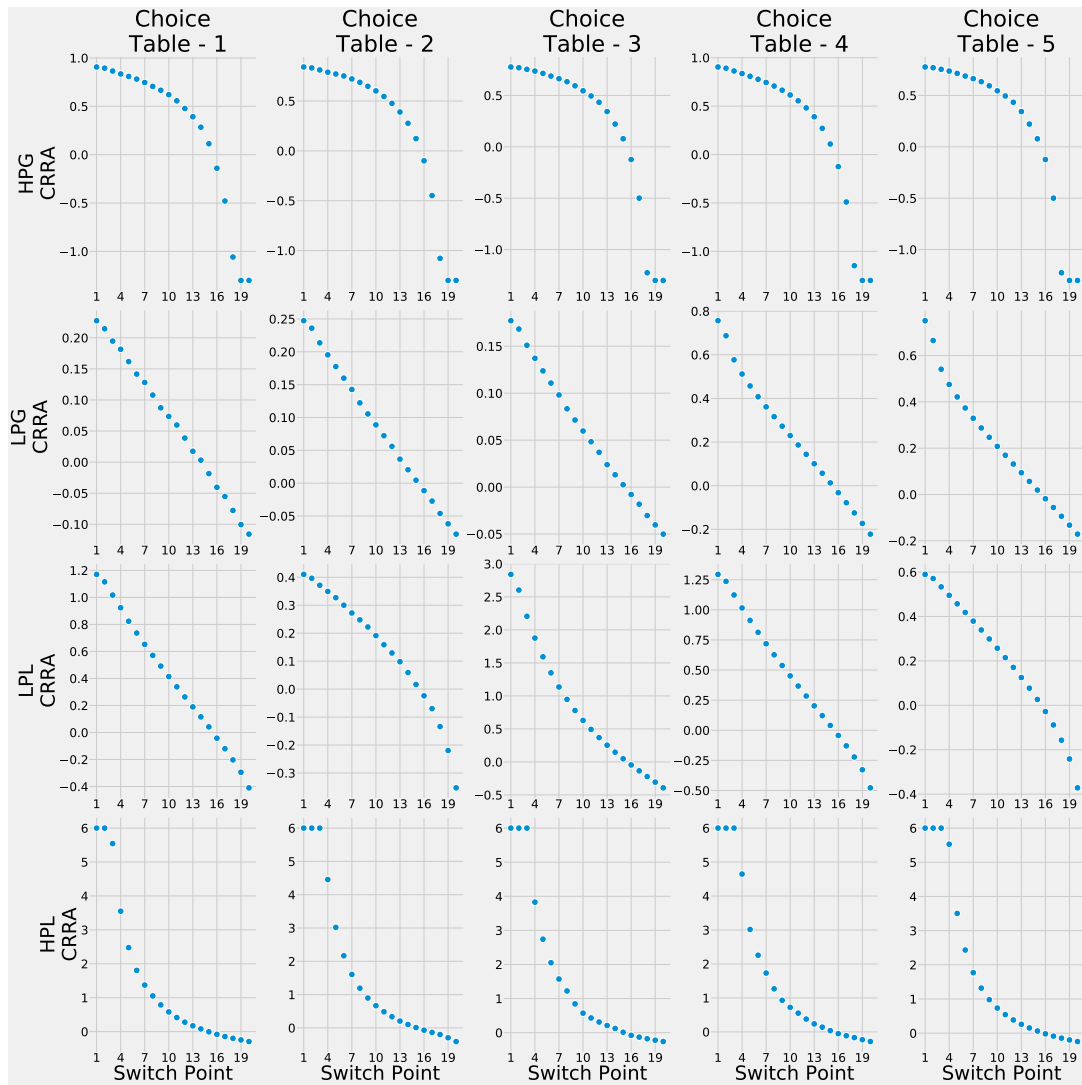 Choice
Table - 1
Choice
Table - 2
Choice
Table - 3
Choice
Table - 4
Choice
Table - 5
HPG
CRRA
1.0
0.5
0.0
−0.5
−1.0
1 4 7 10 13 16 19
0.5
0.0
−0.5
−1.0
1 4 7 10 13 16 19
0.5
0.0
−0.5
−1.0
1 4 7 10 13 16 19
1.0
0.5
0.0
−0.5
−1.0
1 4 7 10 13 16 19
0.5
0.0
−0.5
−1.0
1 4 7 10 13 16 19
LPG
CRRA
0.20
0.15
0.10
0.05
0.00
−0.05
−0.10
1 4 7 10 13 16 19
0.25
0.20
0.15
0.10
0.05
0.00
−0.05
1 4 7 10 13 16 19
0.15
0.10
0.05
0.00
−0.05
1 4 7 10 13 16 19
0.8
0.6
0.4
0.2
0.0
−0.2
1 4 7 10 13 16 19
0.6
0.4
0.2
0.0
−0.2
1 4 7 10 13 16 19
LPL
CRRA
1.2
1.0
0.8
0.6
0.4
0.2
0.0
−0.2
−0.4
1 4 7 10 13 16 19
0.4
0.3
0.2
0.1
0.0
−0.1
−0.2
−0.3
1 4 7 10 13 16 19
3.0
2.5
2.0
1.5
1.0
0.5
0.0
−0.5
1 4 7 10 13 16 19
1.25
1.00
0.75
0.50
0.25
0.00
−0.25
−0.50
1 4 7 10 13 16 19
0.6
0.4
0.2
0.0
−0.2
−0.4
1 4 7 10 13 16 19
HPL
CRRA
6
5
4
3
2
1
0
1 4 7 10 13 16 19
6
5
4
3
2
1
0
1 4 7 10 13 16 19
6
5
4
3
2
1
0
1 4 7 10 13 16 19
6
5
4
3
2
1
0
1 4 7 10 13 16 19
6
5
4
3
2
1
0
1 4 7 10 13 16 19
Switch Point
Switch Point
Switch Point
Switch Point
Switch Point